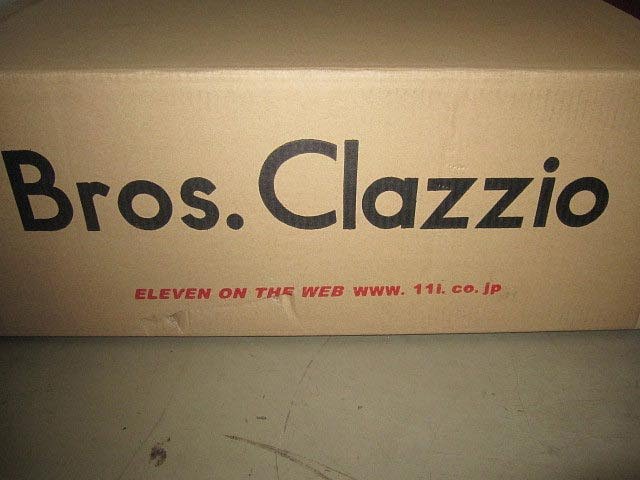 Bros. Clazzio
ELEVEN ON THE WEB www. 11i. co. jp